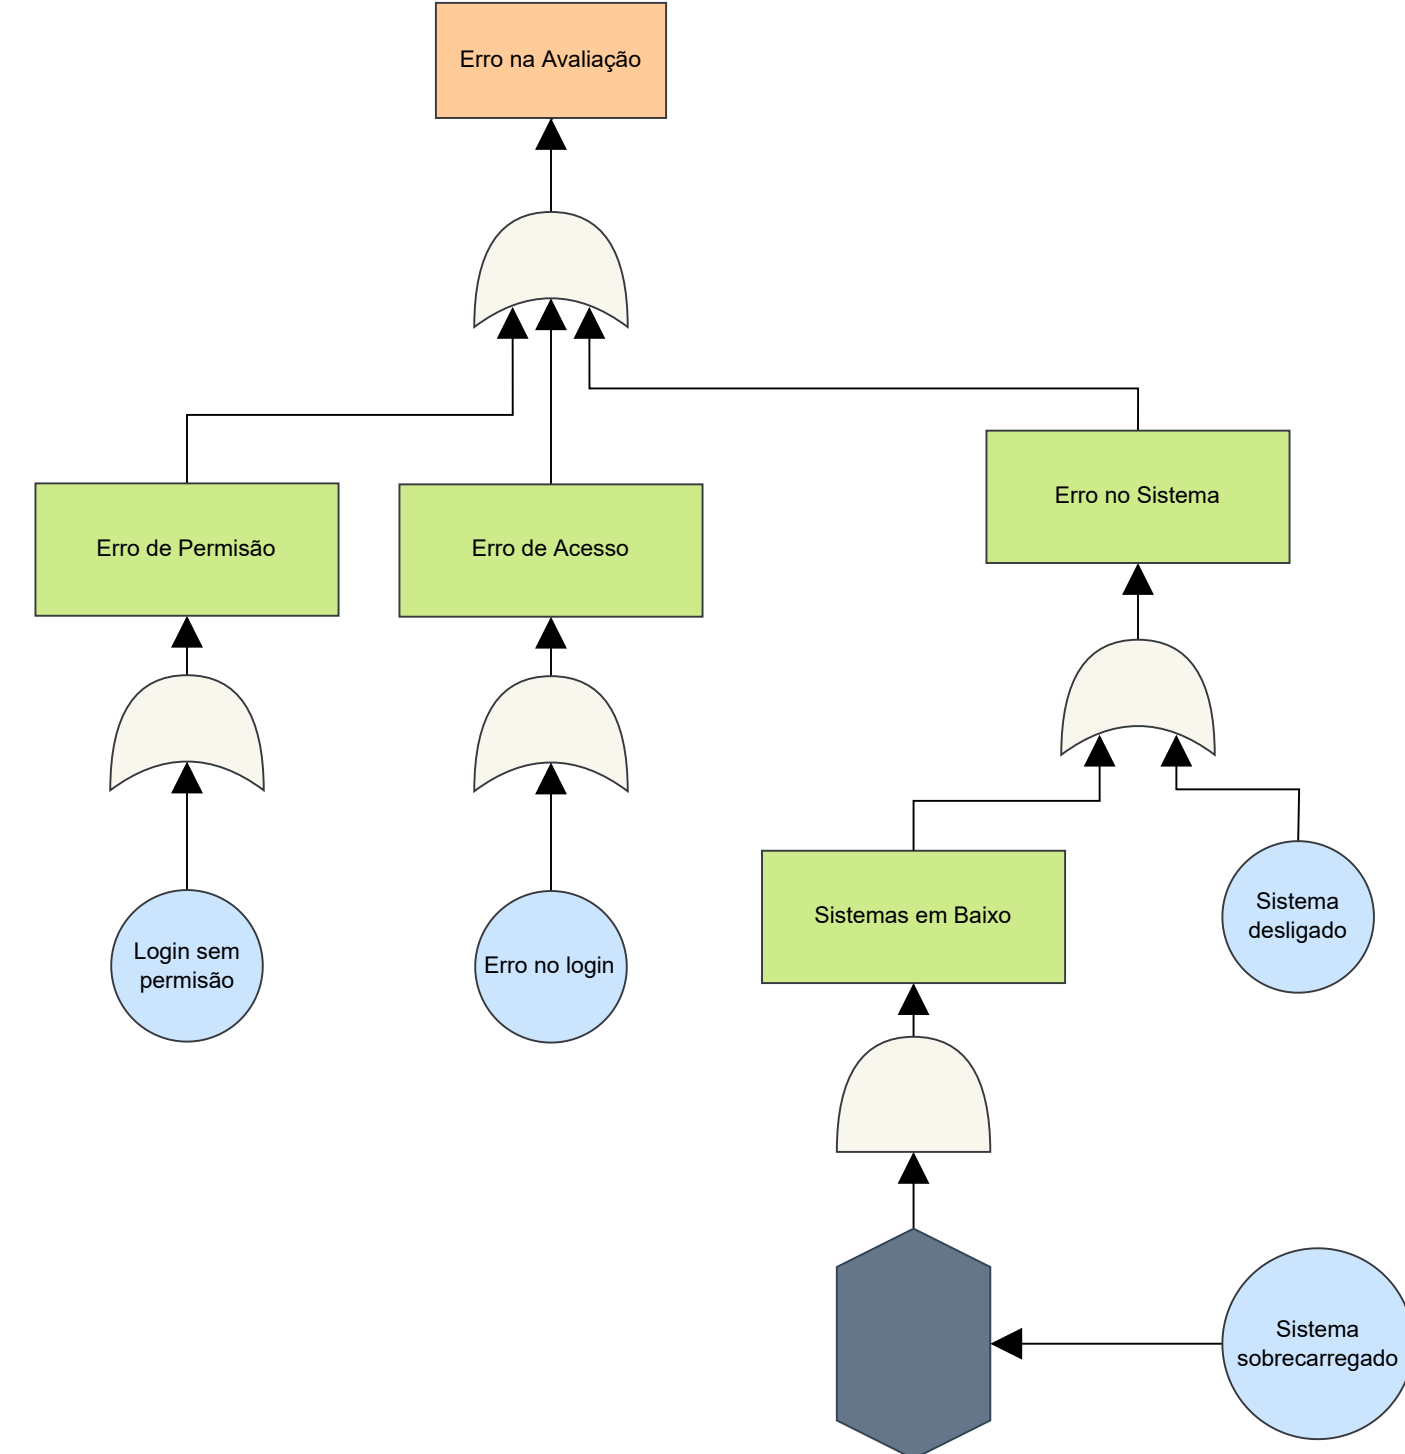 Erro na Avaliação
Erro no Sistema
Erro de Permisão
Erro de Acesso
Sistemas em Baixo
Sistema
desligado
Login sem
permisão
Erro no login
Sistema
sobrecarregado